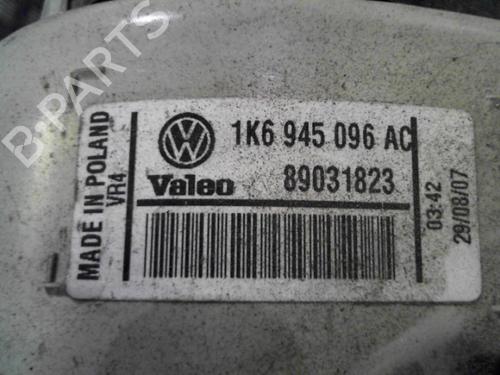 B-PARTS
MADE IN POLAND
VR4
1K6 945 096 AC
Valeo 89031823
03:42
29/08/07